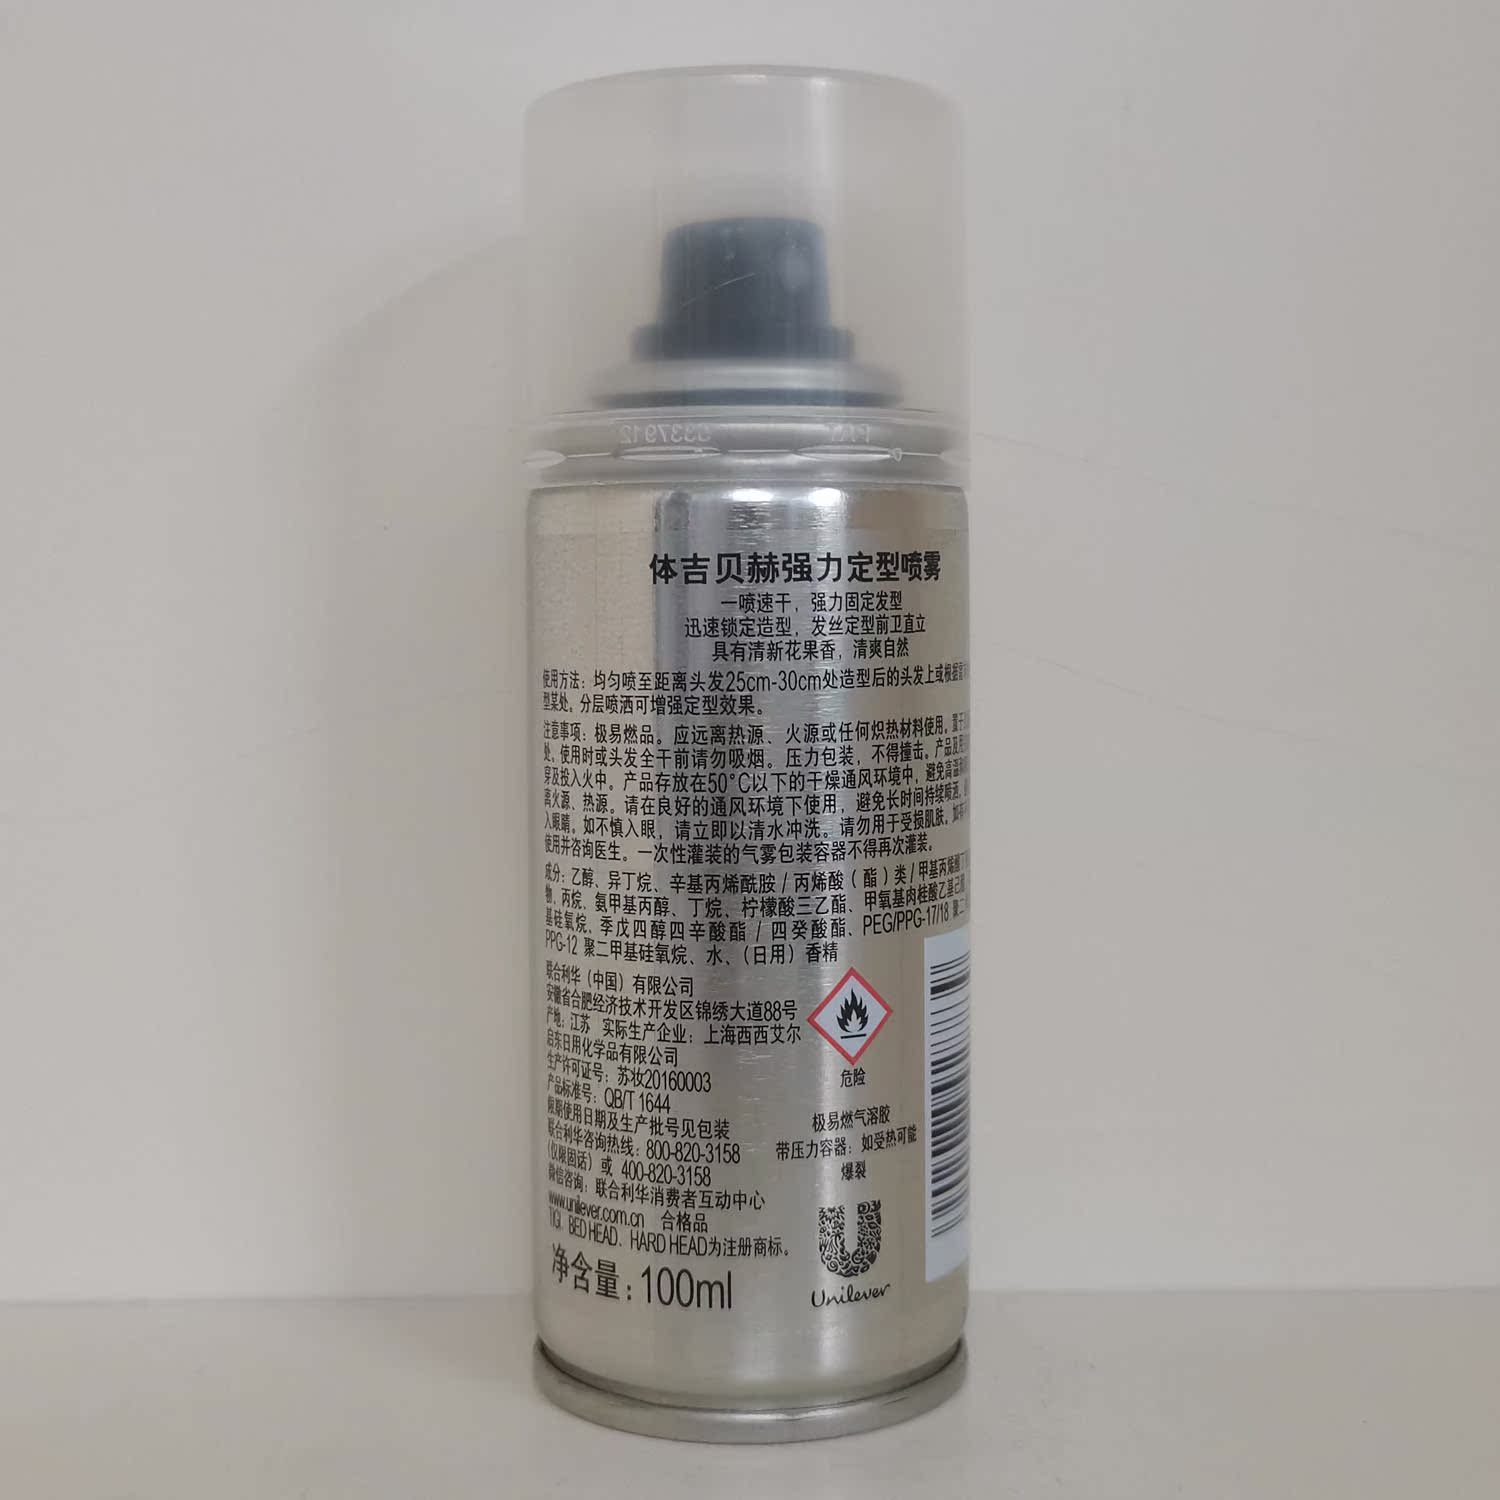 体吉贝赫强力定型喷雾
一喷速干，强力固定发型
迅速锁定造型，发丝定型前卫直立
具有清新花果香，清爽自然
使用方法：均匀喷至距离头发25cm-30cm处造型后的头发上或根据需
型某处。分层喷洒可增强定型效果。
注意事项：极易燃品。应远离热源、火源或任何炽热材料使用。置于
处。使用时或头发全干前请勿吸烟。压力包装，不得撞击。产品及
穿及投入火中。产品存放在50°C以下的干燥通风环境中，避免高温
离火源、热源。请在良好的通风环境下使用，避免长时间持续喷洒。
入眼睛。如不慎入眼，请立即以清水冲洗。请勿用于受损肌肤。如有
使用并咨询医生。一次性灌装的气雾包装容器不得再次灌装。
成分：乙醇、异丁烷、辛基丙烯酰胺/丙烯酸（酯）类/甲基丙烯酸丁
物、丙烷、氨甲基丙醇、丁烷、柠檬酸三乙酯、甲氧基肉桂酸乙基己酯、
基硅氧烷、季戊四醇四辛酸酯/四癸酸酯、PEG/PPG-17/18 聚二
PPG-12 聚二甲基硅氧烷、水、（日用）香精
联合利华（中国）有限公司
安徽省合肥经济技术开发区锦绣大道88号
产地：江苏 实际生产企业：上海西西艾尔
启东日用化学品有限公司
生产许可证号：苏妆20160003
产品标准号：QB/T 1644
限期使用日期及生产批号见包装
联合利华咨询热线：800-820-3158
（仅限固话）或 400-820-3158
微信咨询：联合利华消费者互动中心
www.unilever.com.cn 合格品
TIGI、BED HEAD、HARD HEAD为注册商标。
净含量：100ml
危险
极易燃气溶胶
带压力容器：如受热可能
爆裂
Unilever